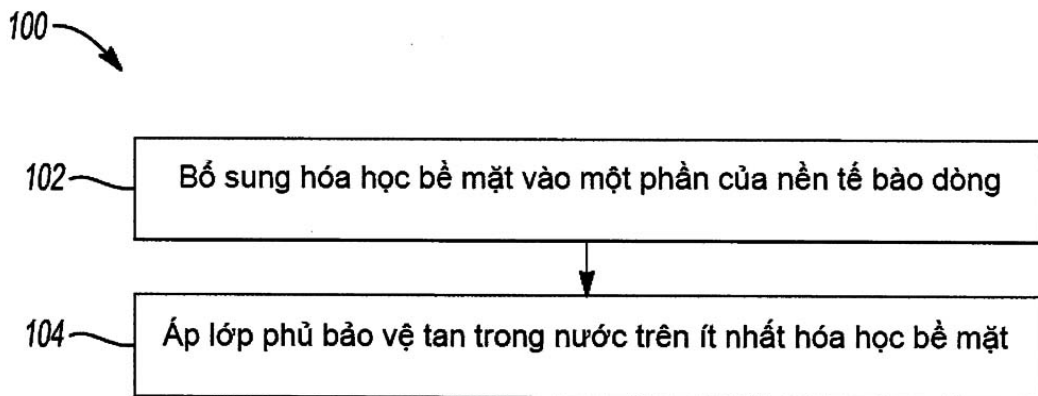 100
102
Bổ sung hóa học bề mặt vào một phần của nền tế bào dòng
104
Áp lớp phủ bảo vệ tan trong nước trên ít nhất hóa học bề mặt